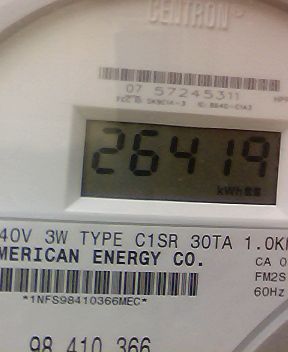 CENTRON®
07 57245311
26419
kWh
40V 3W TYPE C1SR 30TA 1.0K
MERICAN ENERGY CO.
CA 0
FM2S
60Hz
*1NFS98410366MEC*
98 410 366